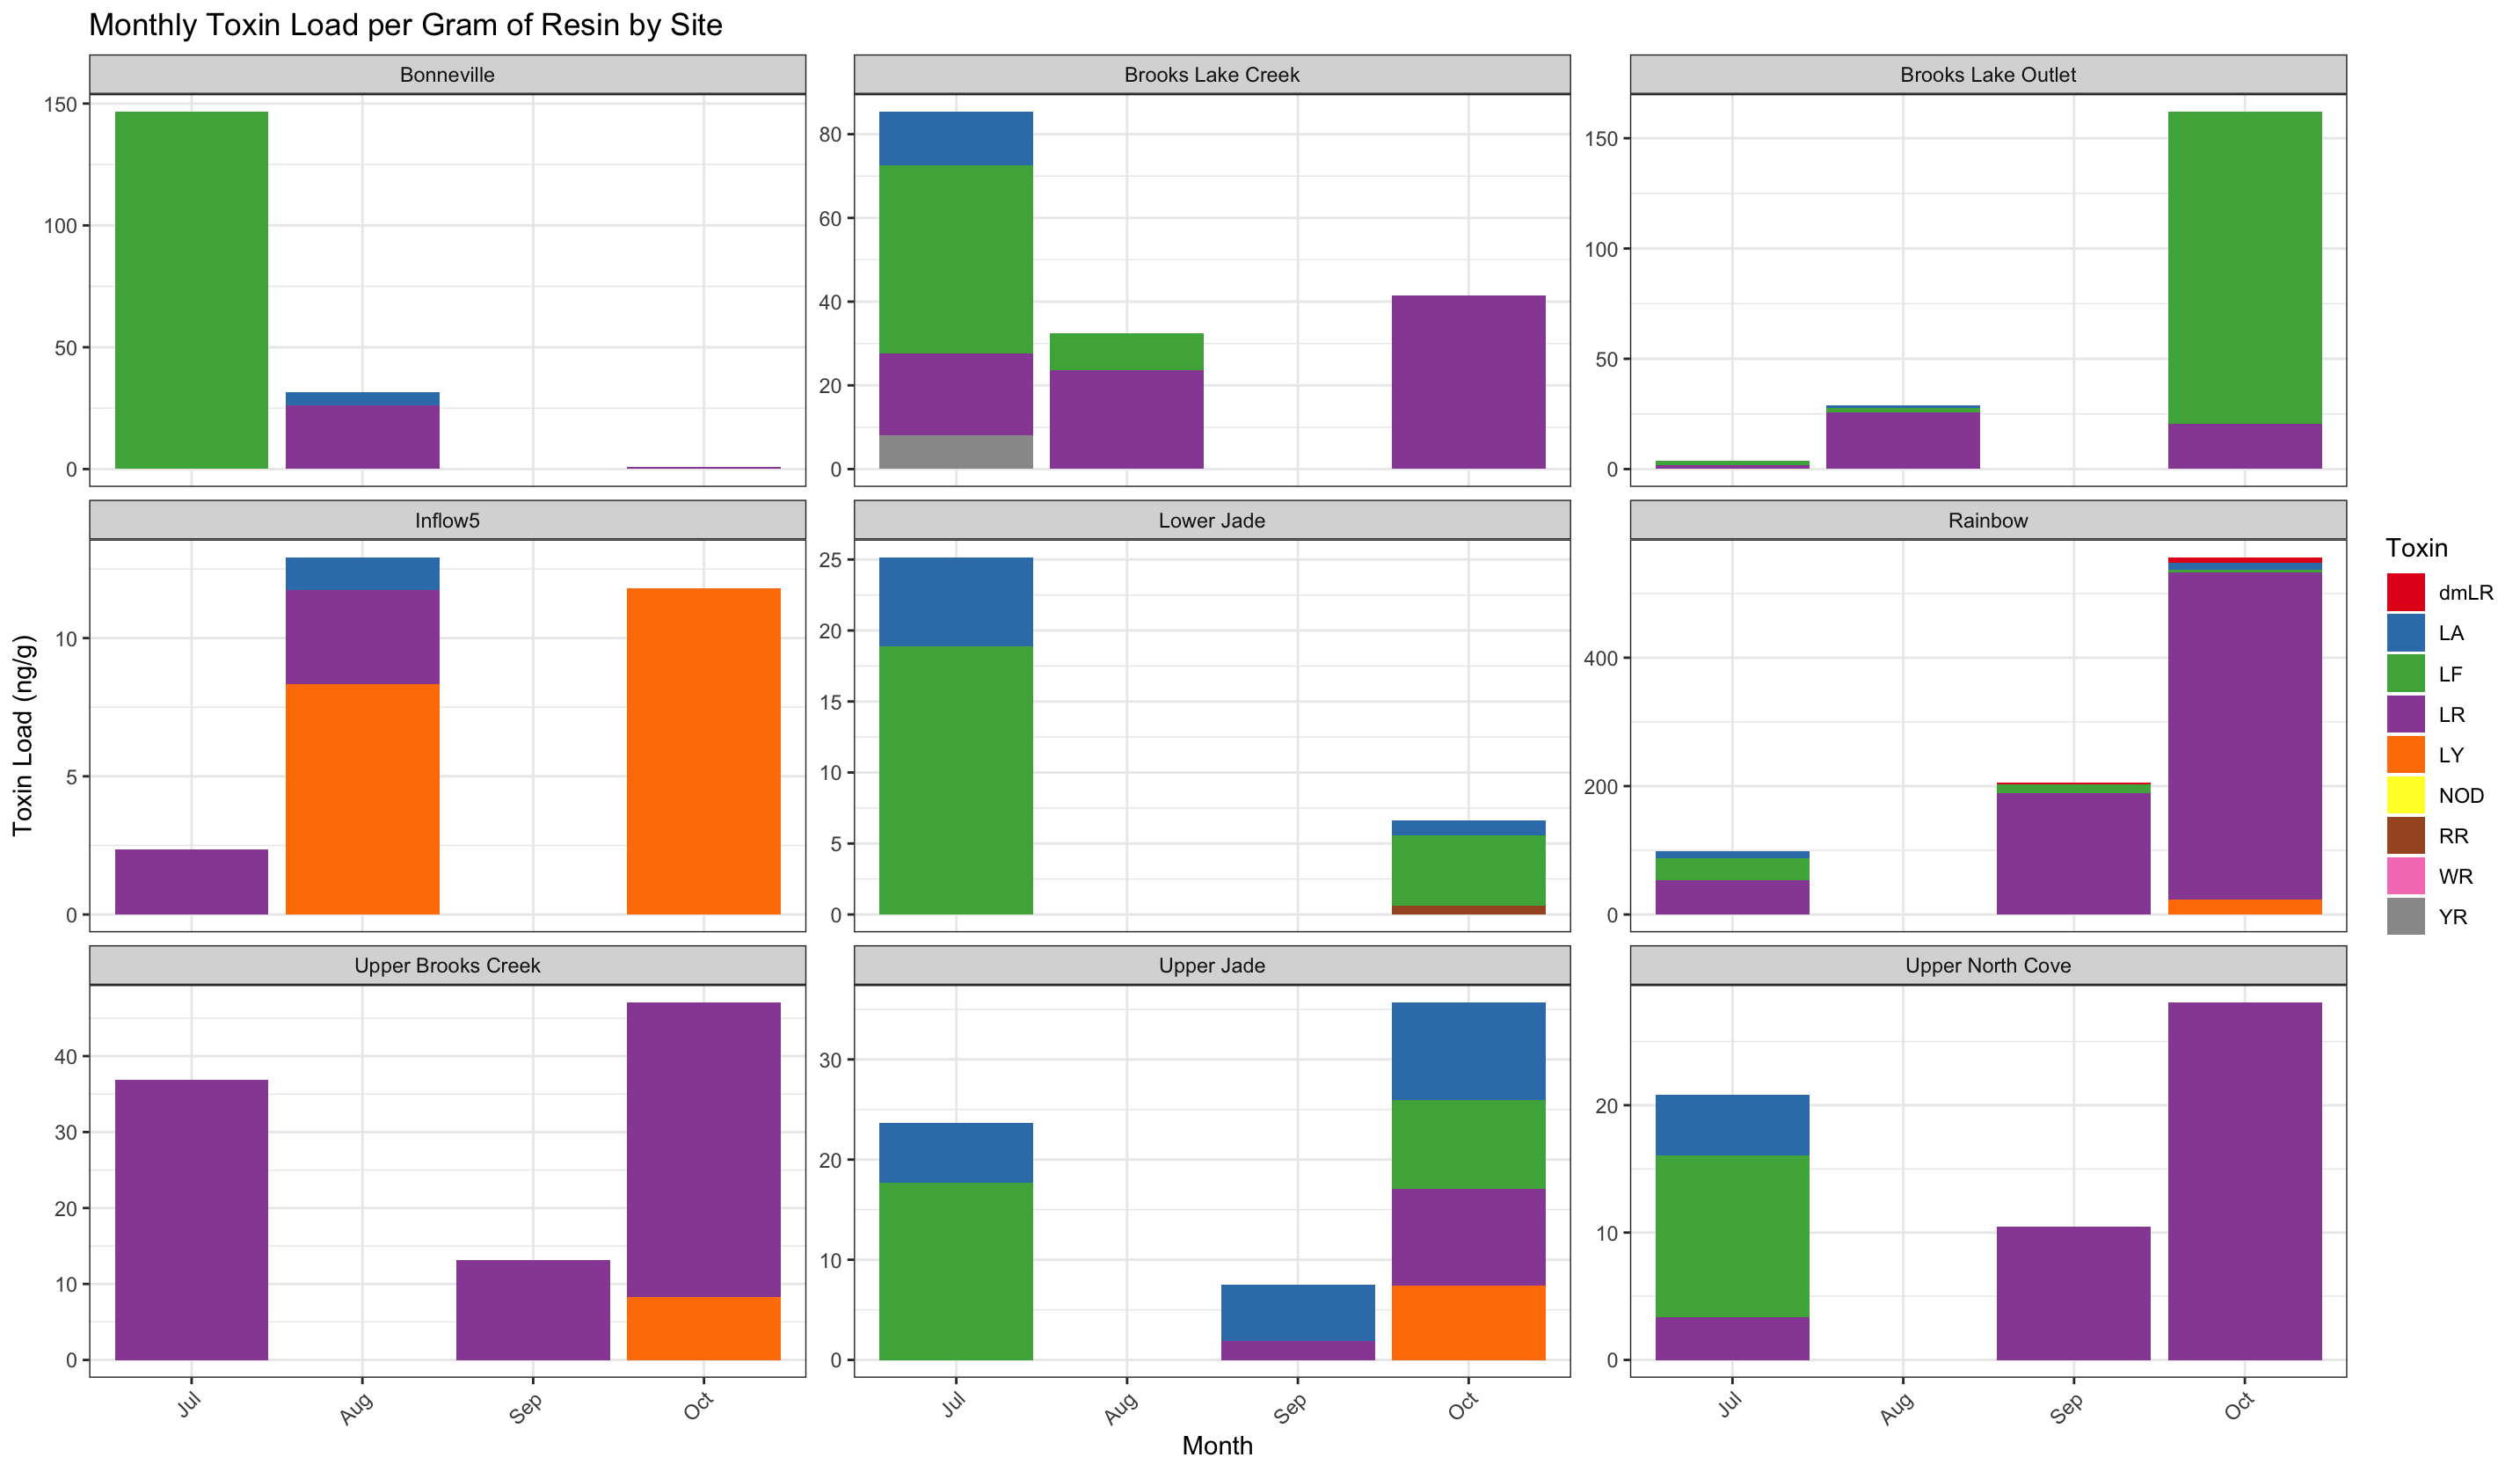 Monthly Toxin Load per Gram of Resin by Site
Bonneville
Brooks Lake Creek
Brooks Lake Outlet
150
100
50
0
80
60
40
20
0
150
100
50
0
Inflow5
Lower Jade
Rainbow
10
5
0
25
20
15
10
5
0
400
200
0
Upper Brooks Creek
Upper Jade
Upper North Cove
40
30
20
10
0
30
20
10
0
20
10
0
Jul
Aug
Sep
Oct
Jul
Aug
Sep
Oct
Jul
Aug
Sep
Oct
Month
Toxin Load (ng/g)
Toxin
dmLR
LA
LF
LR
LY
NOD
RR
WR
YR